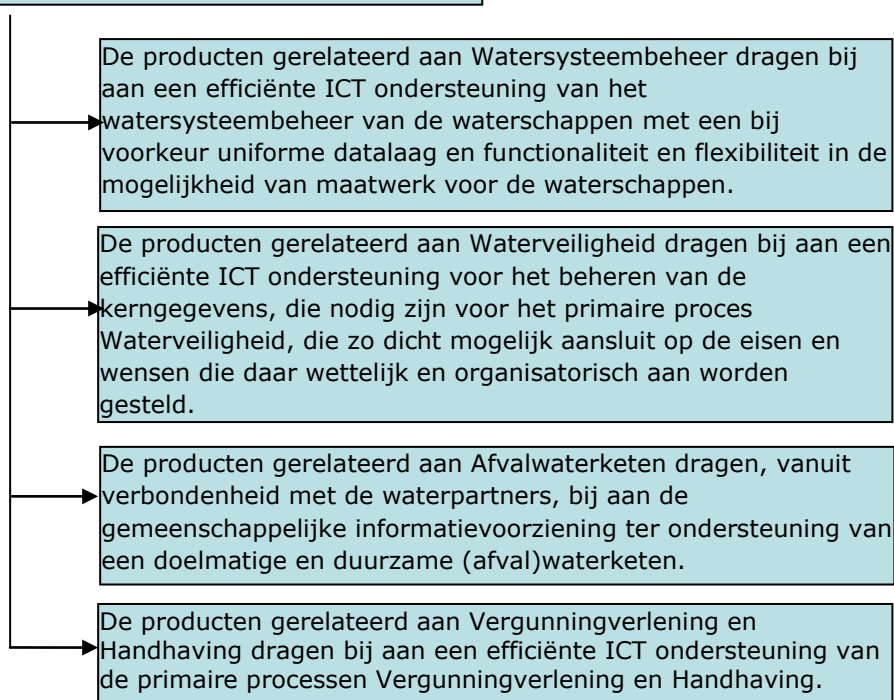 De producten gerelateerd aan Watersysteembeheer dragen bij
aan een efficiënte ICT ondersteuning van het
watersysteembeheer van de waterschappen met een bij
voorkeur uniforme datalaag en functionaliteit en flexibiliteit in de
mogelijkheid van maatwerk voor de waterschappen.
De producten gerelateerd aan Waterveiligheid dragen bij aan een
efficiënte ICT ondersteuning voor het beheren van de
kerngegevens, die nodig zijn voor het primaire proces
Waterveiligheid, die zo dicht mogelijk aansluit op de eisen en
wensen die daar wettelijk en organisatorisch aan worden
gesteld.
De producten gerelateerd aan Afvalwaterketen dragen, vanuit
verbondenheid met de waterpartners, bij aan de
gemeenschappelijke informatievoorziening ter ondersteuning van
een doelmatige en duurzame (afval)waterketen.
De producten gerelateerd aan Vergunningverlening en
Handhaving dragen bij aan een efficiënte ICT ondersteuning van
de primaire processen Vergunningverlening en Handhaving.